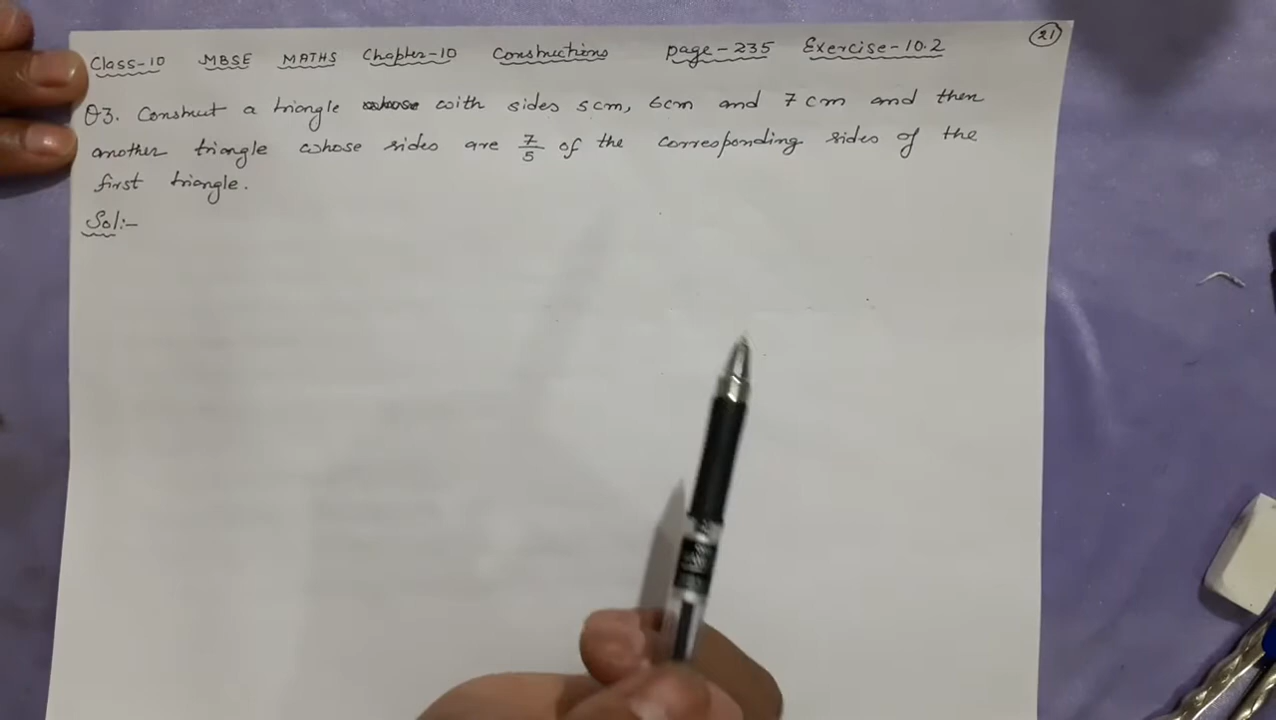 Class-10 MBSE MATHS Chapter-10 Constructions page-235 Exercise-10.2 21
Q3. Construct a triangle with sides 5cm, 6cm and 7cm and then
another triangle whose sides are 7/5 of the corresponding sides of the
first triangle.
Sol:-